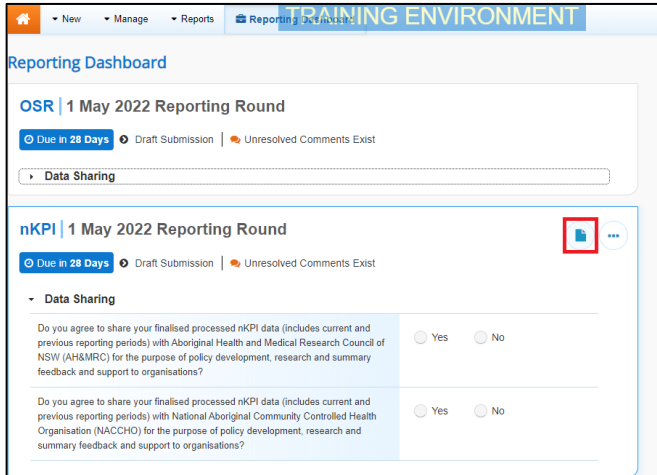 New Manage Reports Reporting Dashboard
TRAINING ENVIRONMENT
Reporting Dashboard
OSR | 1 May 2022 Reporting Round
Due in 28 Days Draft Submission | Unresolved Comments Exist
Data Sharing
nKPI | 1 May 2022 Reporting Round
Due in 28 Days Draft Submission | Unresolved Comments Exist
Data Sharing
Do you agree to share your finalised processed nKPI data (includes current and
previous reporting periods) with Aboriginal Health and Medical Research Council of
NSW (AH&MRC) for the purpose of policy development, research and summary
feedback and support to organisations?
Yes No
Do you agree to share your finalised processed nKPI data (includes current and
previous reporting periods) with National Aboriginal Community Controlled Health
Organisation (NACCHO) for the purpose of policy development, research and
summary feedback and support to organisations?
Yes No